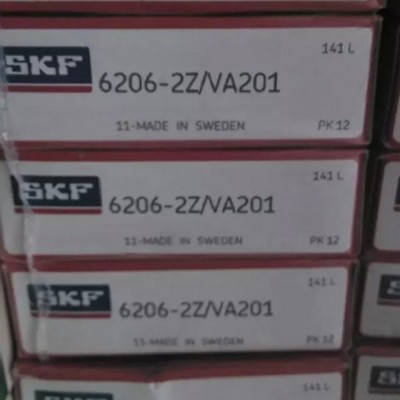 141 L
SKF
6206-2Z/VA201
11-MADE IN SWEDEN
PK 12
141 L
SKF
6206-2Z/VA201
11-MADE IN SWEDEN
PK 12
141 L
SKF
6206-2Z/VA201
11-MADE IN SWEDEN
PK 12
141 L
SKF